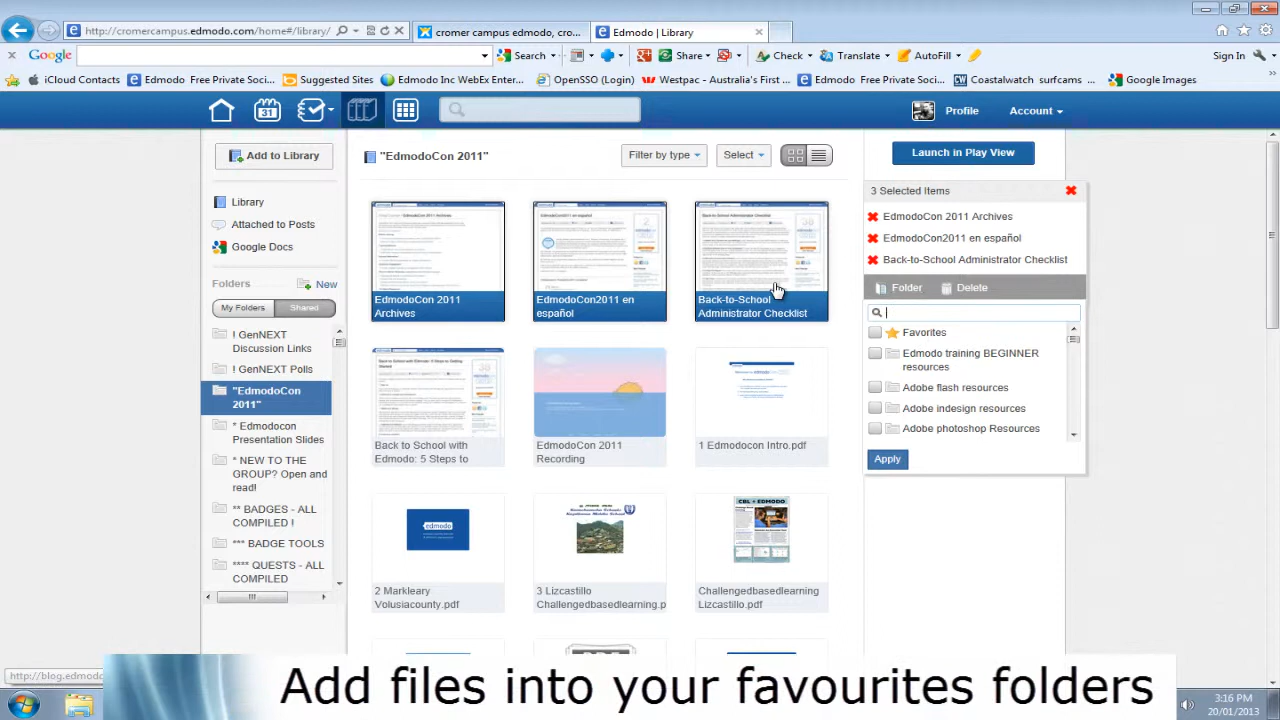 http://cromercampus.edmodo.com/home#/library/
cromer campus edmodo, cro...
Edmodo | Library
Google
Search
Share
Check
Translate
AutoFill
Sign In
iCloud Contacts
Edmodo Free Private Soci...
Suggested Sites
Edmodo Inc WebEx Enter...
OpenSSO (Login)
Westpac - Australia's First ...
Edmodo Free Private Soci...
Coastalwatch surfcams ...
Google Images
31
Profile
Account
Add to Library
"EdmodoCon 2011"
Filter by type
Select
Launch in Play View
Library
Attached to Posts
Google Docs
Folders
New
My Folders
Shared
! GenNEXT
Discussion Links
! GenNEXT Polls
"EdmodoCon
2011"
* Edmodocon
Presentation Slides
* NEW TO THE
GROUP? Open and
read!
** BADGES - ALL
COMPILED !
*** BADGE TOOLS
**** QUESTS - ALL
COMPILED
EdmodoCon 2011
Archives
EdmodoCon2011 en
español
Back-to-School
Administrator Checklist
Back to School with
Edmodo: 5 Steps to
EdmodoCon 2011
Recording
1 Edmodocon Intro.pdf
edmodo
CBL + EDMODO
2 Markleary
Volusiacounty.pdf
3 Lizcastillo
Challengedbasedlearning.p
Challengedbasedlearning
Lizcastillo.pdf
3 Selected Items
EdmodoCon 2011 Archives
EdmodoCon2011 en español
Back-to-School Administrator Checklist
Folder
Delete
Favorites
Edmodo training BEGINNER
resources
Adobe flash resources
Adobe indesign resources
Adobe photoshop Resources
Apply
http://blog.edmodo
Add files into your favourites folders
3:16 PM
20/01/2013